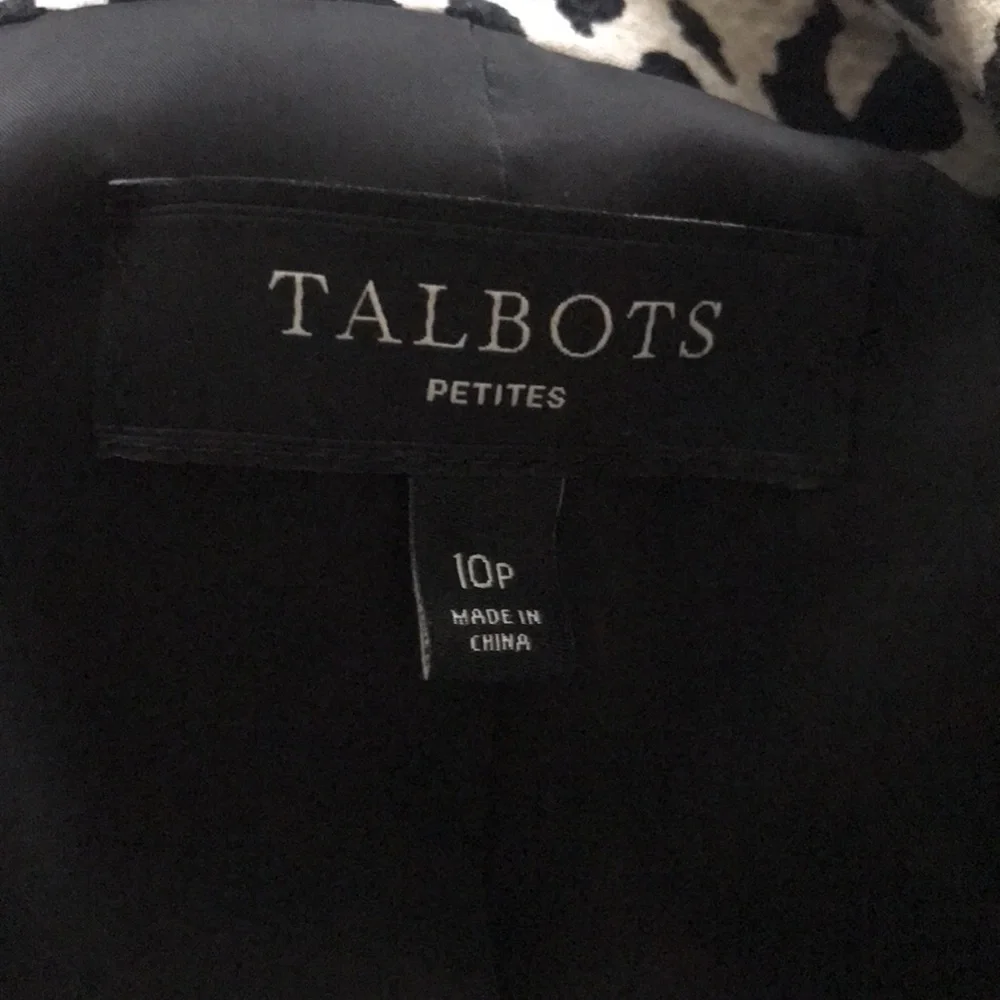 TALBOTS
PETITES
10P
MADE IN
CHINA